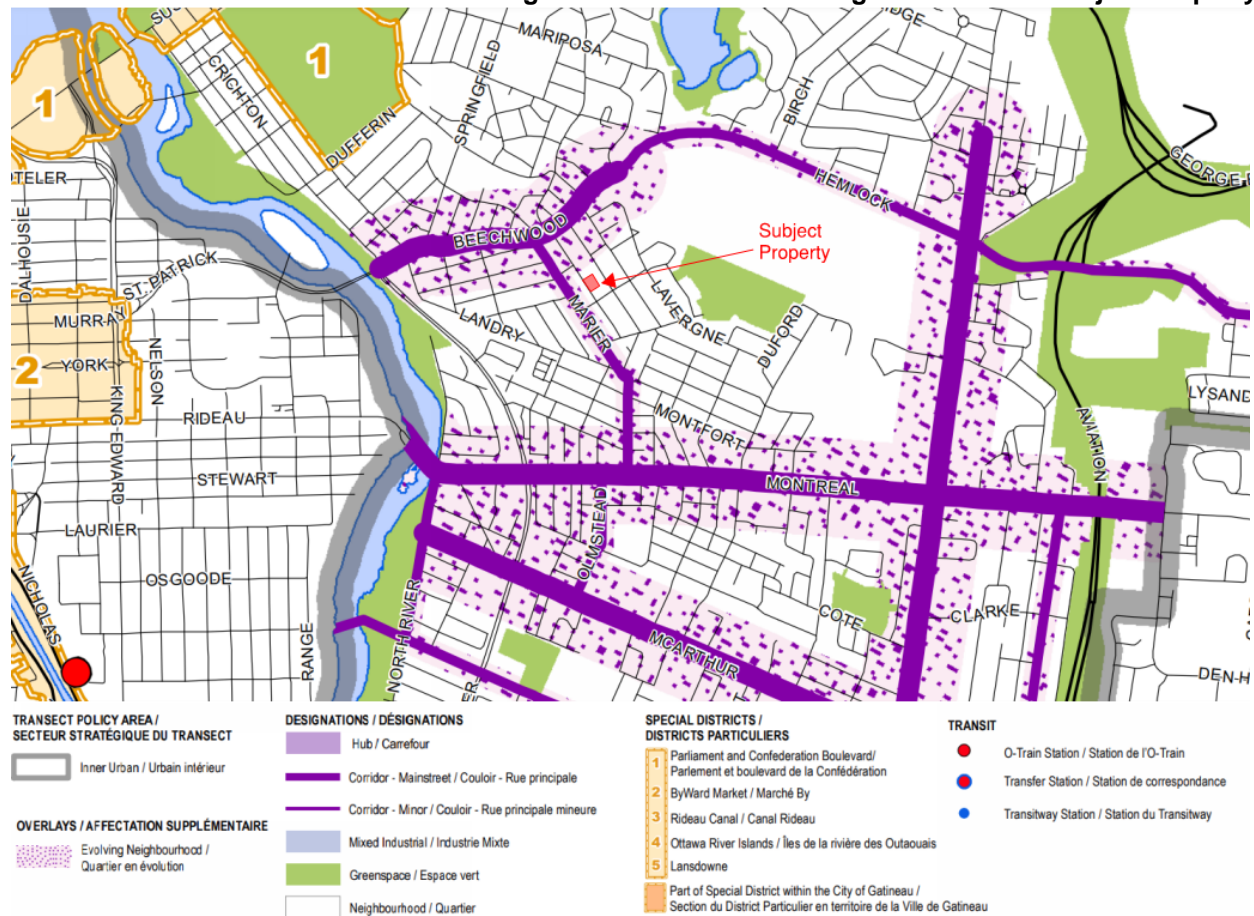 MARIPOSA
BIRCH
CRICHTON
SPRINGFIELD
1
1
DUFFERIN
GEORGE-
HEMLOCK
Subject
Property
BEECHWOOD
DALHOUSIE
ST-PATRICK
MARIER
LAVERGNE
LANDRY
DUFORD
MURRAY
NELSON
YORK
2
KING-EDWARD
LYSAND
RIDEAU
MONTFORT
AVIATION
STEWART
MONTREAL
LAURIER
OLMSTEAD
OSGOODE
NICHOLAS
NORTH RIVER
RANGE
COTE
CLARKE
MCARTHUR
DEN-H
TRANSECT POLICY AREA /
SECTEUR STRATÉGIQUE DU TRANSECT
Inner Urban / Urbain intérieur
OVERLAYS / AFFECTATION SUPPLÉMENTAIRE
Evolving Neighbourhood /
Quartier en évolution
DESIGNATIONS / DÉSIGNATIONS
Hub / Carrefour
Corridor - Mainstreet / Couloir - Rue principale
Corridor - Minor / Couloir - Rue principale mineure
Mixed Industrial / Industrie Mixte
Greenspace / Espace vert
Neighbourhood / Quartier
SPECIAL DISTRICTS /
DISTRICTS PARTICULIERS
1 Parliament and Confederation Boulevard/
Parlement et boulevard de la Confédération
2 ByWard Market / Marché By
3 Rideau Canal / Canal Rideau
4 Ottawa River Islands / Îles de la rivière des Outaouais
5 Lansdowne
Part of Special District within the City of Gatineau /
Section du District Particulier en territoire de la Ville de Gatineau
TRANSIT
O-Train Station / Station de l'O-Train
Transfer Station / Station de correspondance
Transitway Station / Station du Transitway